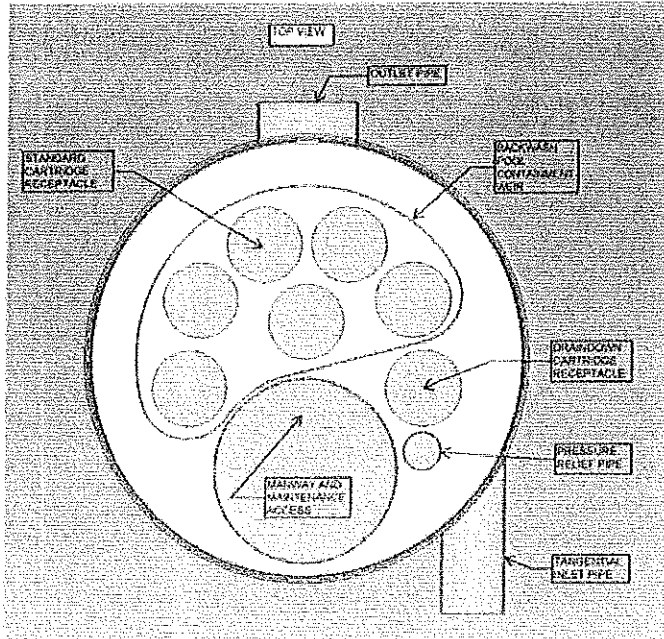 TOP VIEW
OUTLET PIPE
STANDARD
CARTRIDGE
RECEPTACLE
BACKWASH
POOL
CONTAINMENT
WEIR
DRAINDOWN
CARTRIDGE
RECEPTACLE
PRESSURE
RELIEF PIPE
MANWAY AND
MAINTENANCE
ACCESS
TANGENTIAL
INLET PIPE